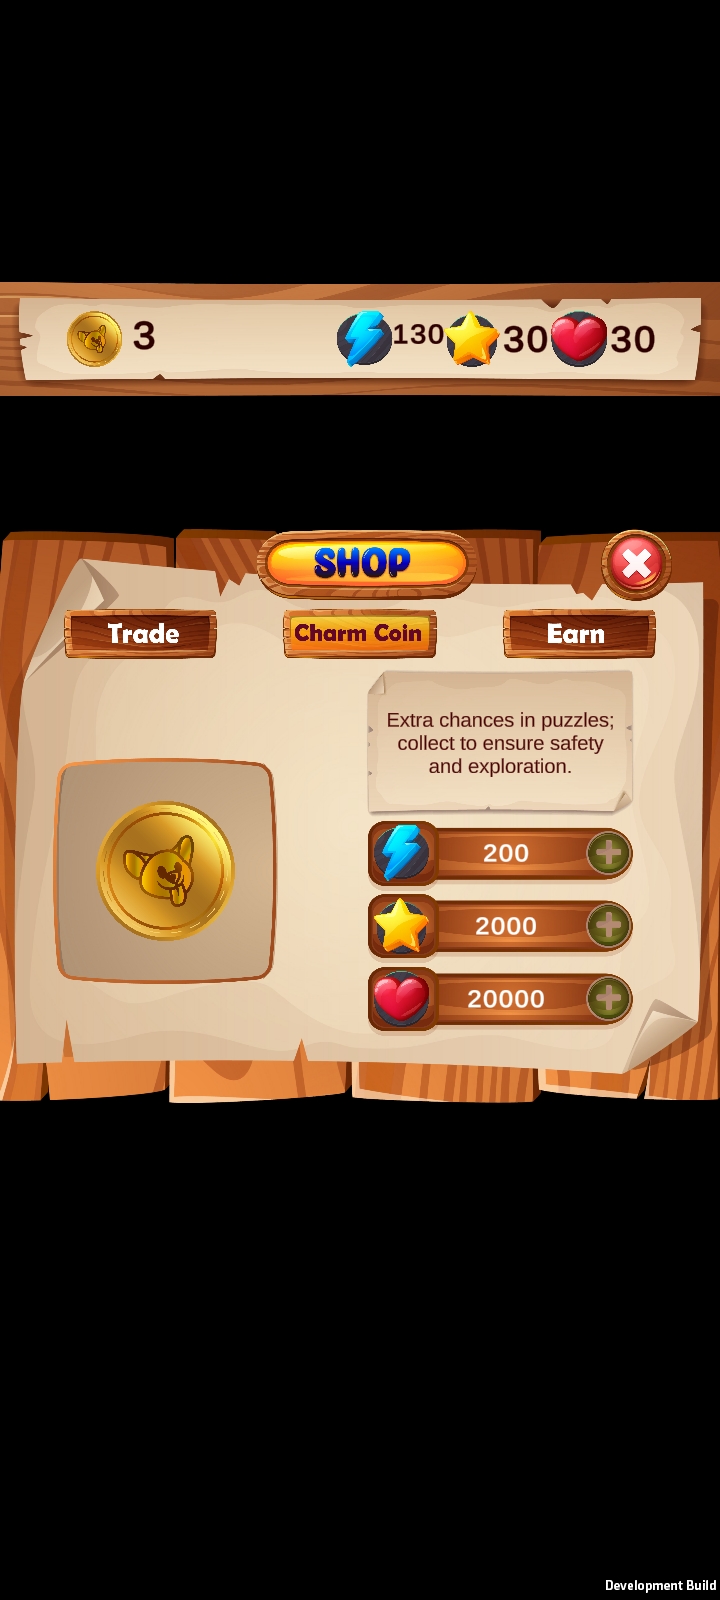 3 130 30 30
SHOP
Trade Charm Coin Earn
Extra chances in puzzles;
collect to ensure safety
and exploration.
200
2000
20000
Development Build